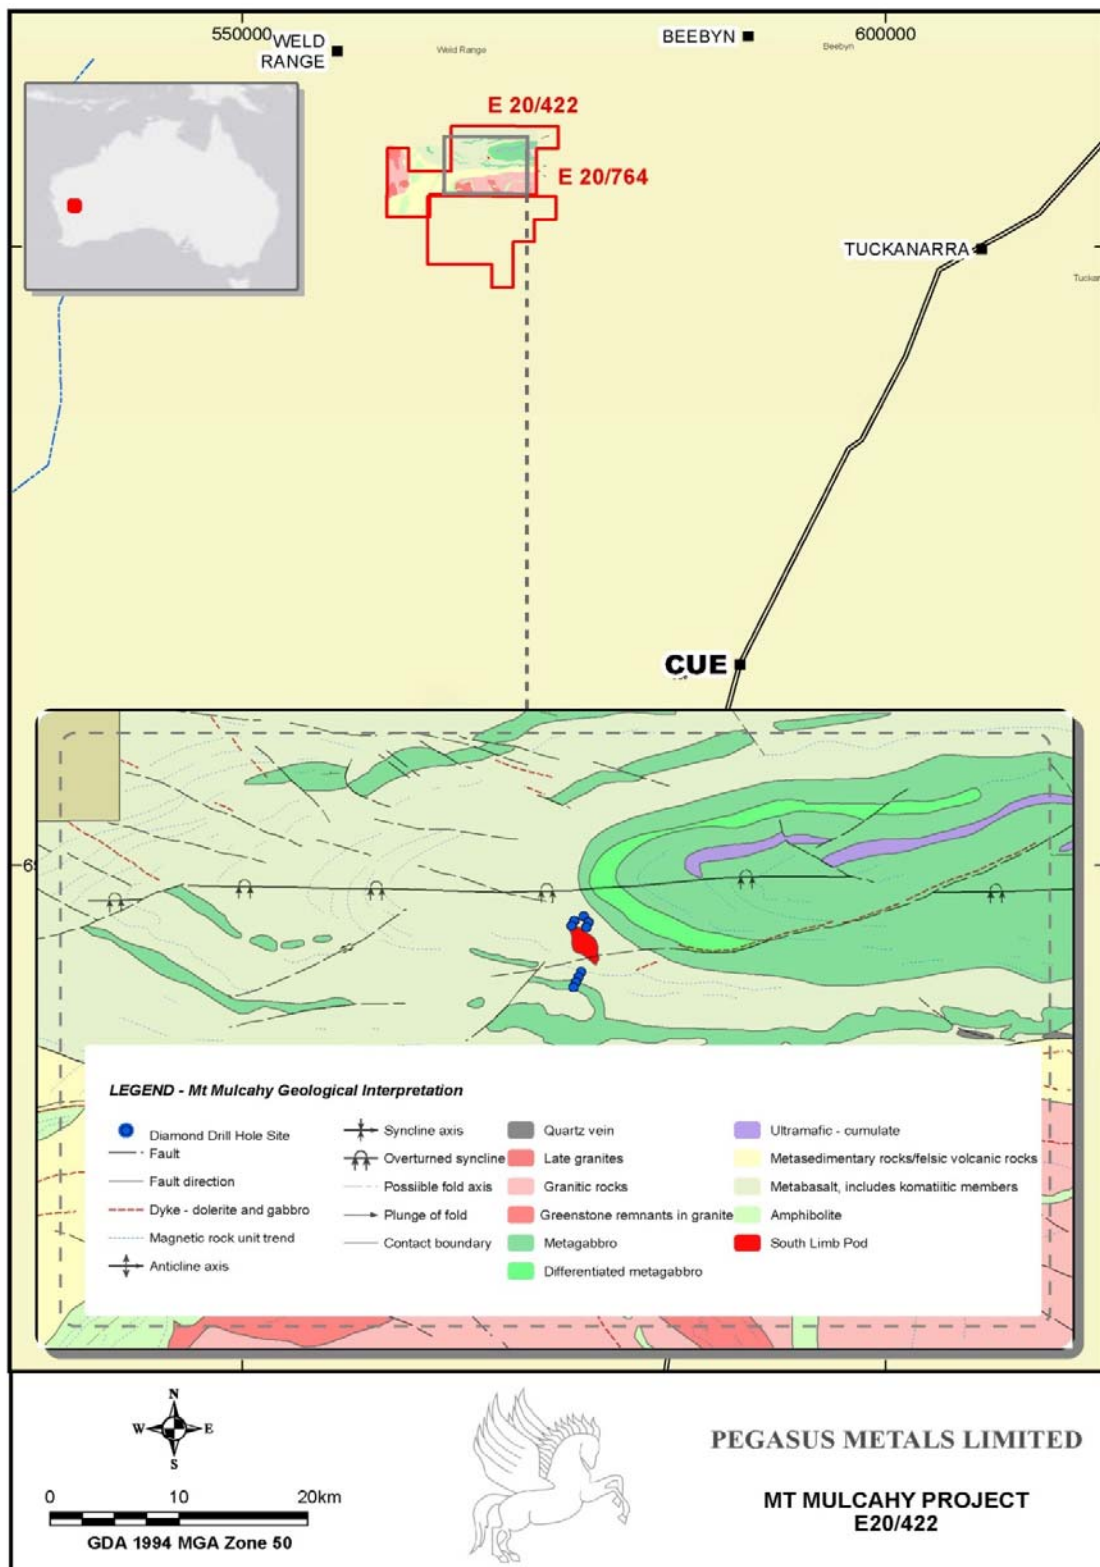 550000
600000
WELD
RANGE
Weld Range
BEEBYN
Beebyn
E 20/422
E 20/764
TUCKANARRA
CUE
LEGEND - Mt Mulcahy Geological Interpretation
Diamond Drill Hole Site
Fault
Fault direction
Dyke - dolerite and gabbro
Magnetic rock unit trend
Anticline axis
Syncline axis
Overturned syncline
Possiible fold axis
Plunge of fold
Contact boundary
Quartz vein
Late granites
Granitic rocks
Greenstone remnants in granite
Metagabbro
Differentiated metagabbro
Ultramafic - cumulate
Metasedimentary rocks/felsic volcanic rocks
Metabasalt, includes komatiitic members
Amphibolite
South Limb Pod
N
W E
S
0 10 20km
GDA 1994 MGA Zone 50
PEGASUS METALS LIMITED
MT MULCAHY PROJECT
E20/422